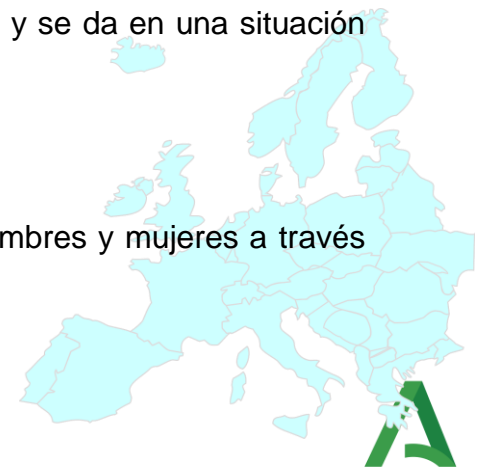 y se da en una situación
mbres y mujeres a través